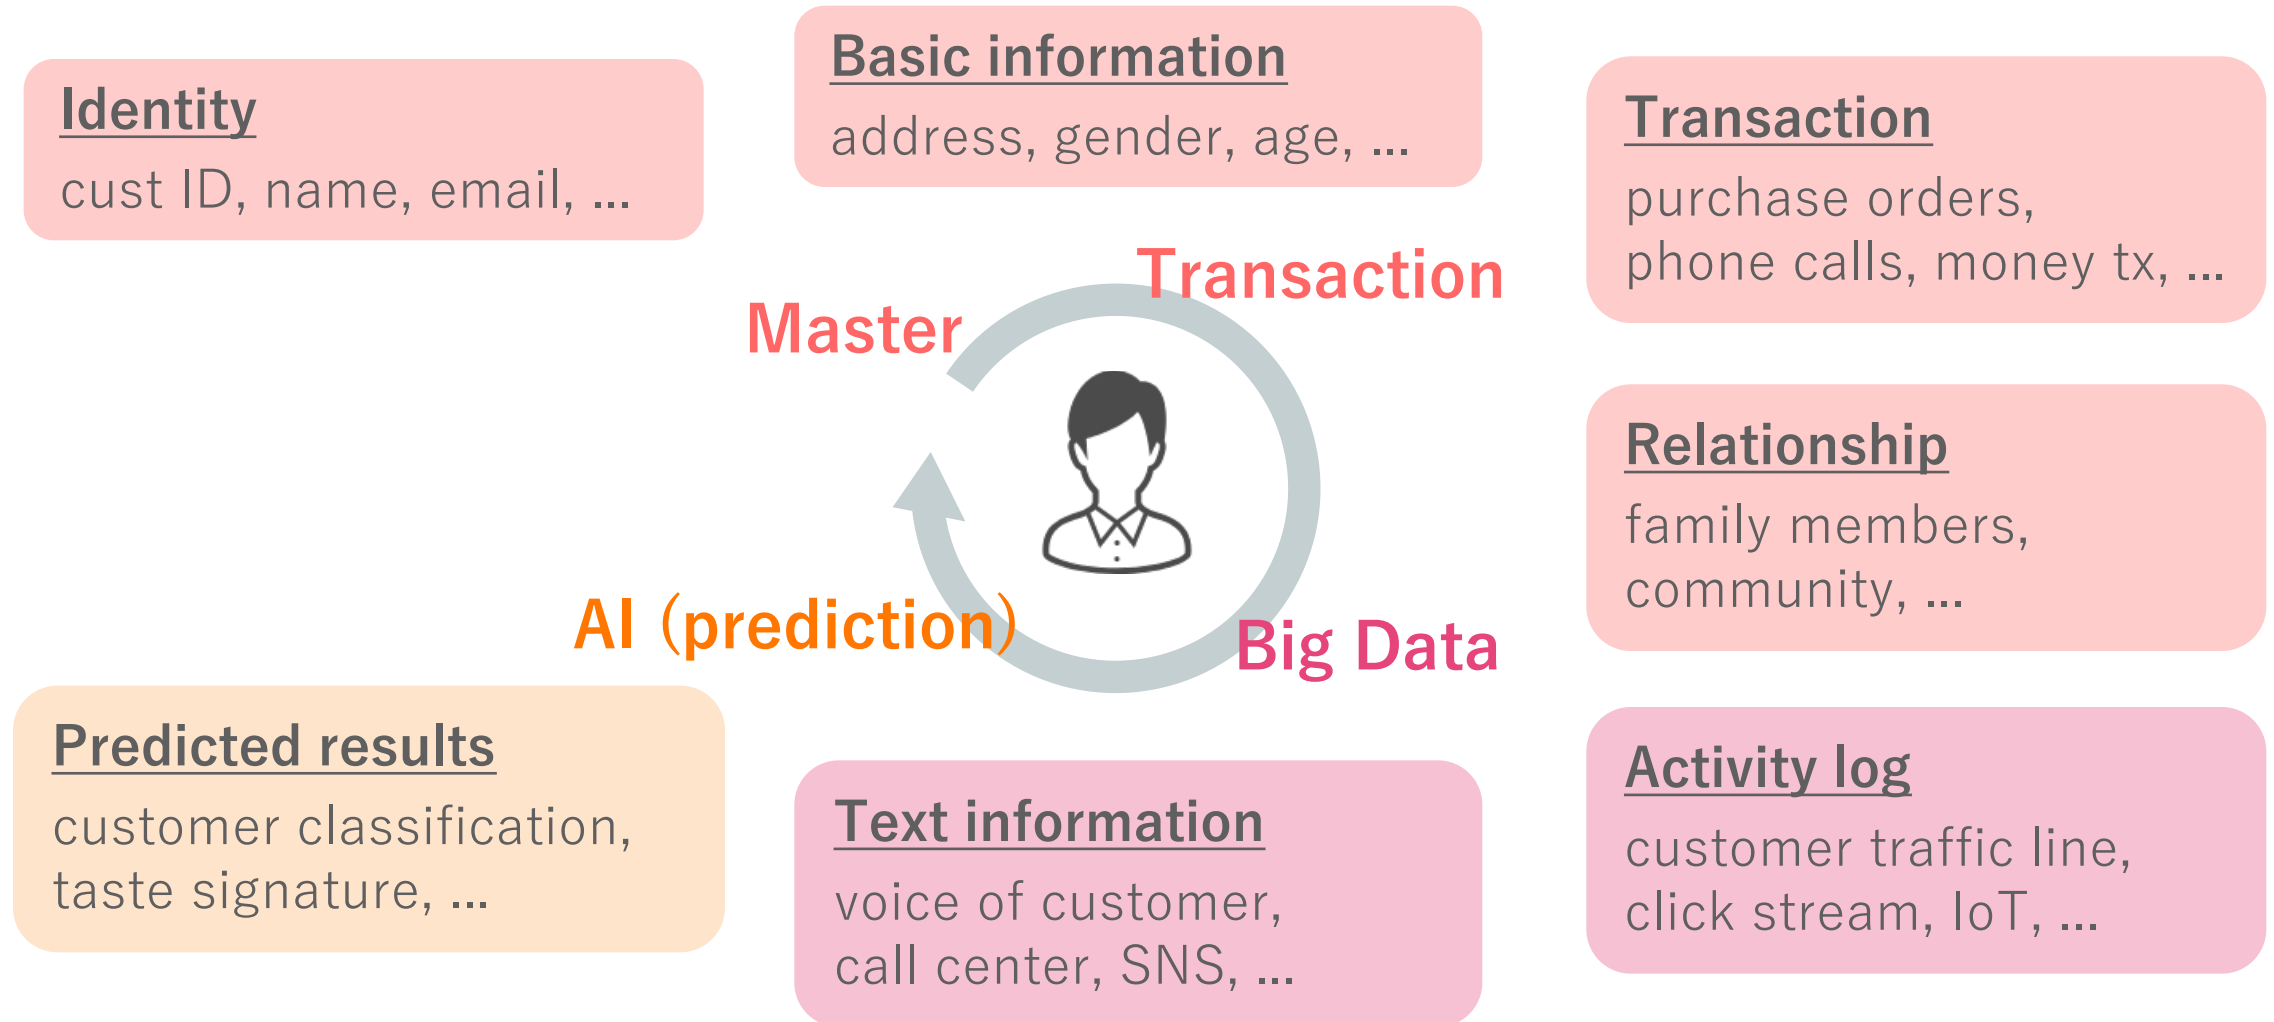 Identity
cust ID, name, email, ...
Basic information
address, gender, age, ...
Transaction
purchase orders,
phone calls, money tx, ...
Master
Transaction
Relationship
family members,
community, ...
AI (prediction)
Big Data
Predicted results
customer classification,
taste signature, ...
Text information
voice of customer,
call center, SNS, ...
Activity log
customer traffic line,
click stream, IoT, ...